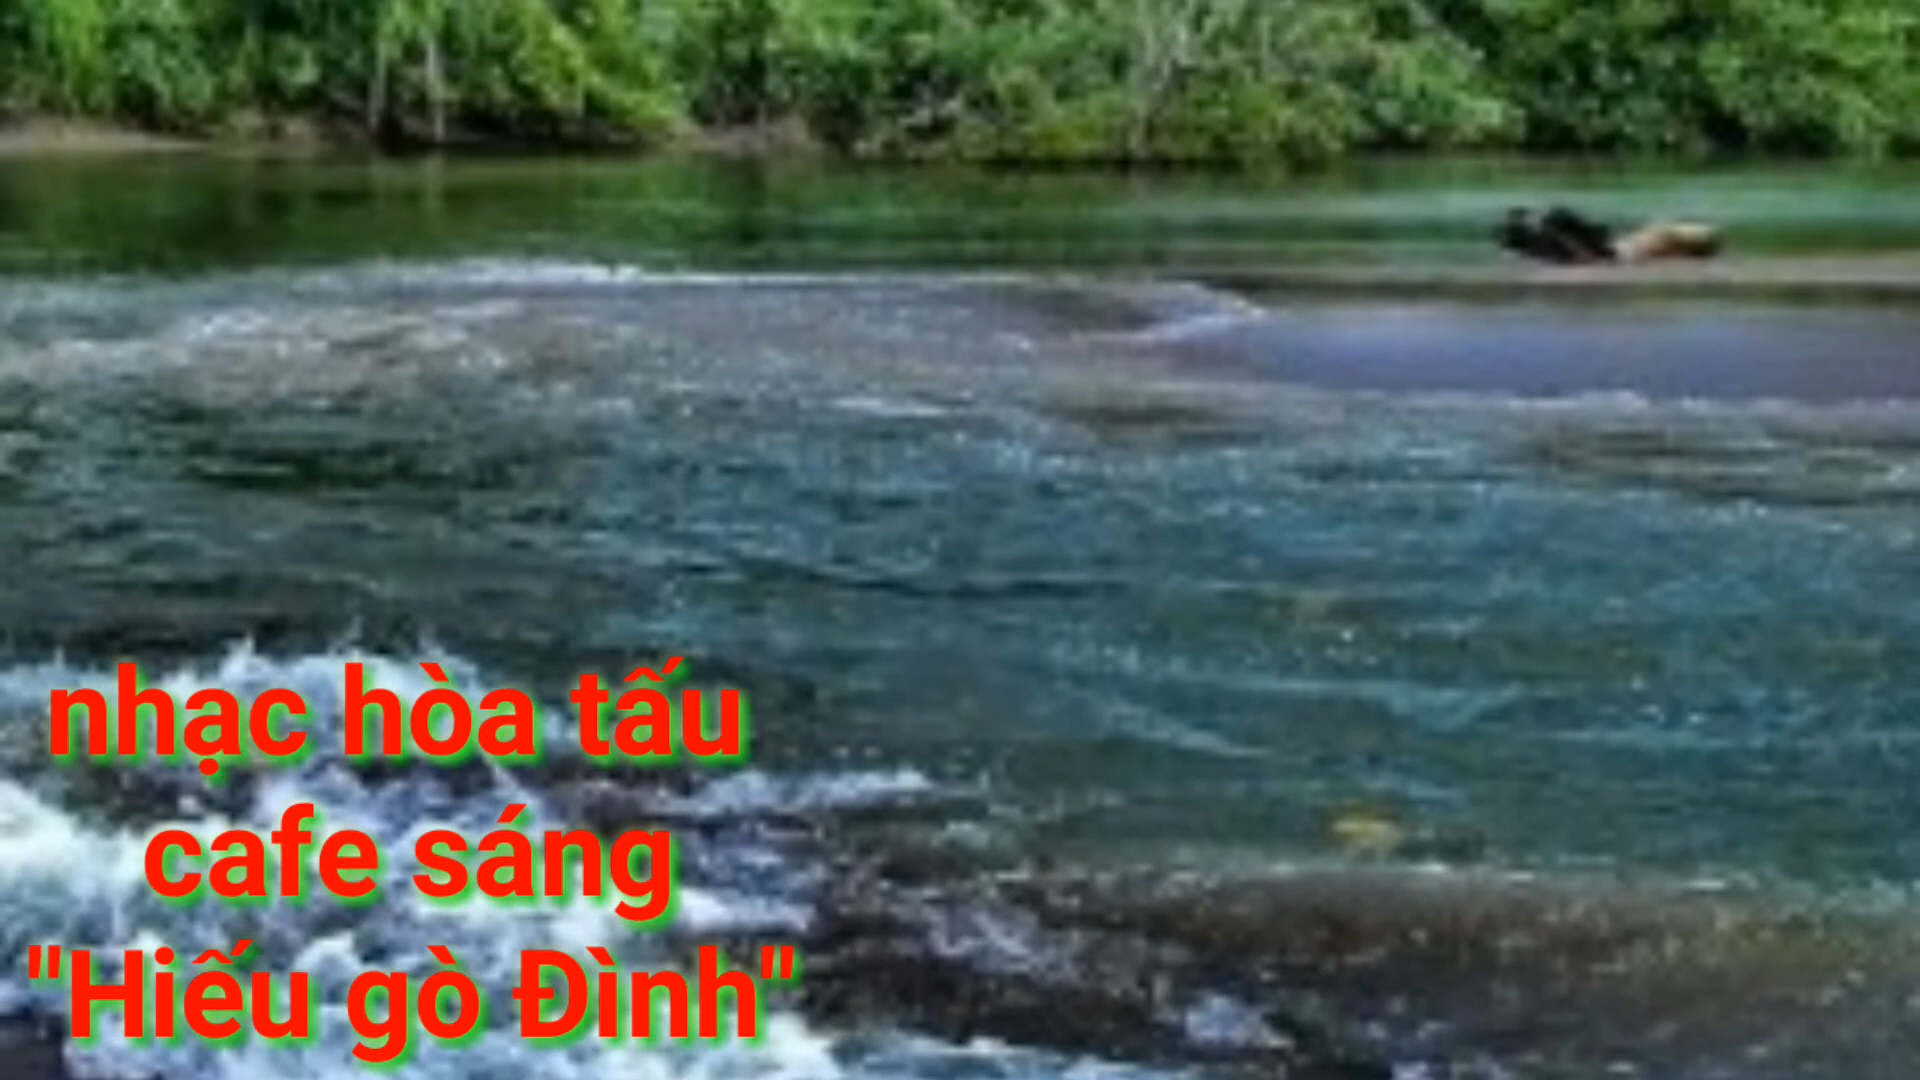 nhạc hòa tấu
cafe sáng
"Hiếu gò Đình"